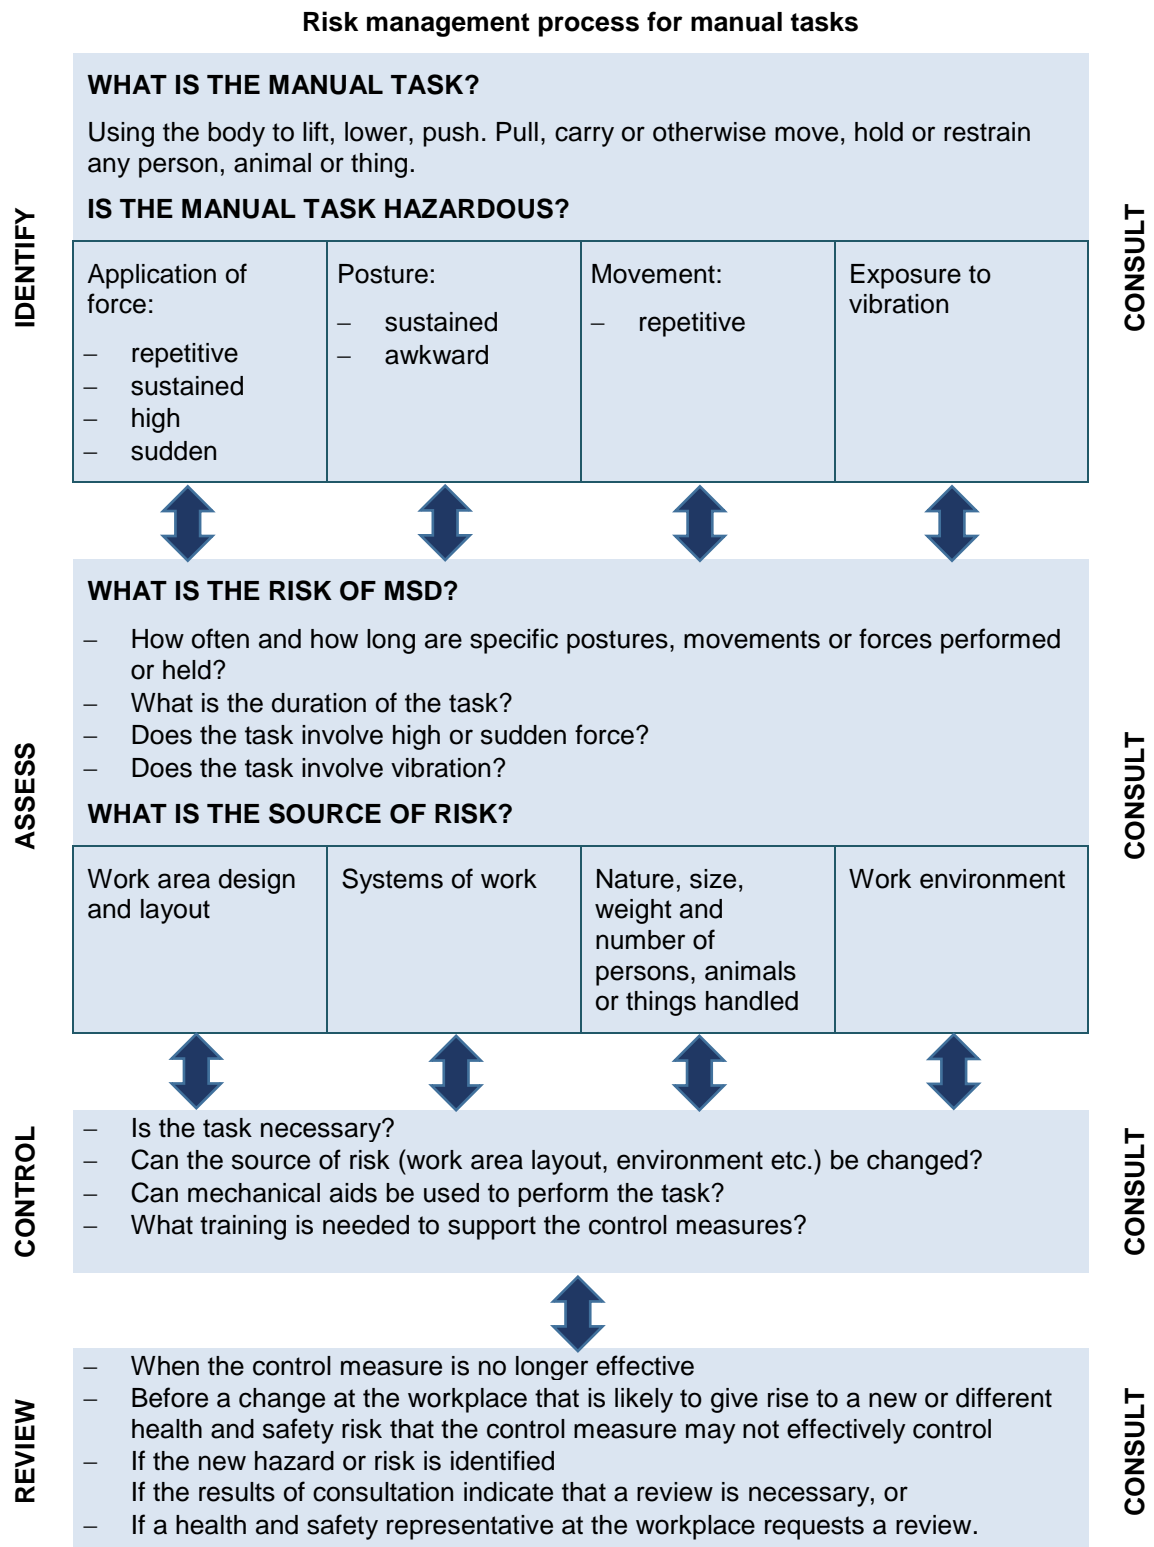 Risk management process for manual tasks
WHAT IS THE MANUAL TASK?
Using the body to lift, lower, push. Pull, carry or otherwise move, hold or restrain
any person, animal or thing.
IS THE MANUAL TASK HAZARDOUS?
IDENTIFY
CONSULT
Application of
force:
– repetitive
– sustained
– high
– sudden
Posture:
– sustained
– awkward
Movement:
– repetitive
Exposure to
vibration
WHAT IS THE RISK OF MSD?
– How often and how long are specific postures, movements or forces performed
or held?
– What is the duration of the task?
– Does the task involve high or sudden force?
– Does the task involve vibration?
WHAT IS THE SOURCE OF RISK?
ASSESS
CONSULT
Work area design
and layout
Systems of work
Nature, size,
weight and
number of
persons, animals
or things handled
Work environment
CONTROL
CONSULT
– Is the task necessary?
– Can the source of risk (work area layout, environment etc.) be changed?
– Can mechanical aids be used to perform the task?
– What training is needed to support the control measures?
REVIEW
CONSULT
– When the control measure is no longer effective
– Before a change at the workplace that is likely to give rise to a new or different
health and safety risk that the control measure may not effectively control
– If the new hazard or risk is identified
If the results of consultation indicate that a review is necessary, or
– If a health and safety representative at the workplace requests a review.